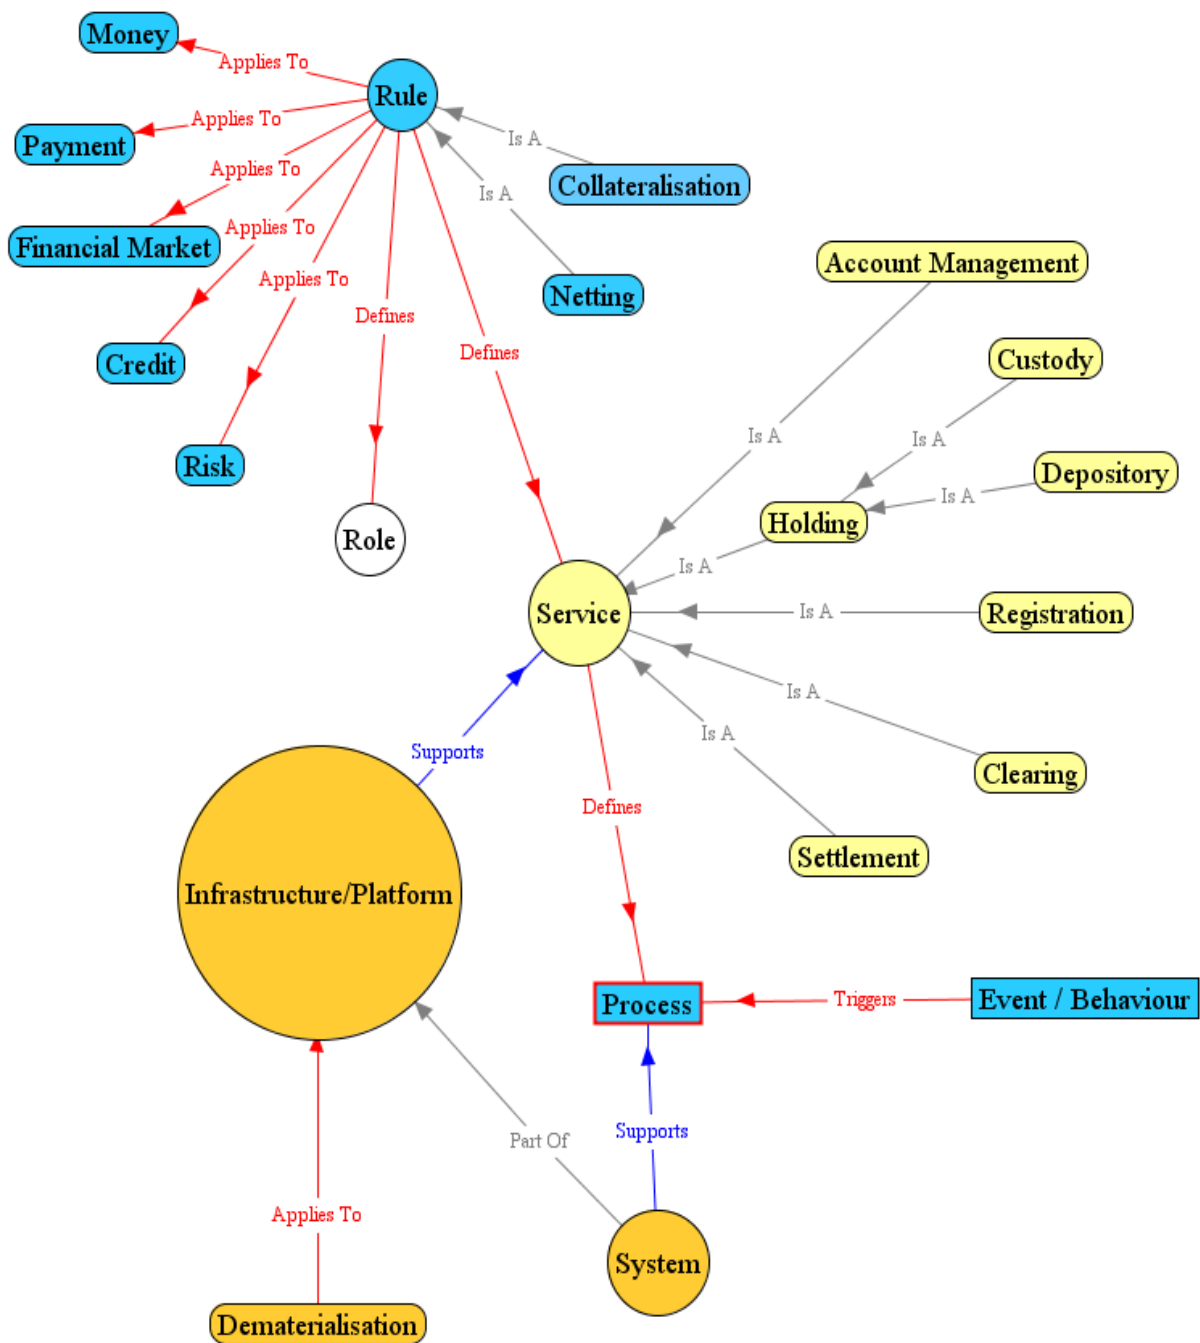 Money
Applies To
Rule
Applies To
Payment
Is A
Collateralisation
Applies To
Is A
Applies To
Financial Market
Account Management
Applies To
Netting
Defines
Defines
Credit
Custody
Is A
Is A
Risk
Depository
Is A
Holding
Role
Is A
Service
Is A
Registration
Is A
Is A
Supports
Clearing
Defines
Settlement
Infrastructure/Platform
Process
Triggers
Event / Behaviour
Supports
Part Of
Applies To
System
Dematerialisation